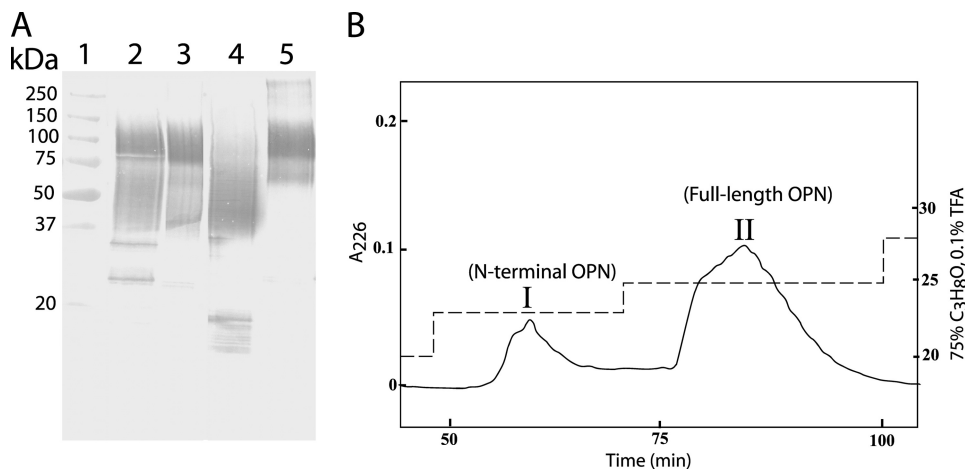 A
kDa 1 2 3 4 5
250
150
100
75
50
37
20
B
0.2
0.1
0
A226
(N-terminal OPN)
I
(Full-length OPN)
II
30
25
20
75% C3H8O, 0.1% TFA
50 75 100
Time (min)